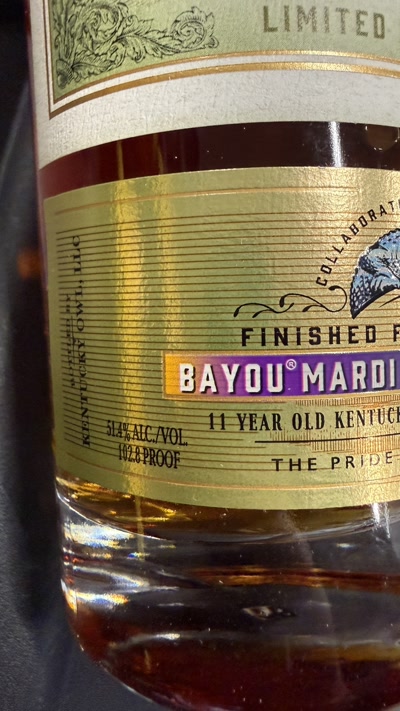 LIMITED
COLLABORAT
FINISHED
BAYOU® MARDI
11 YEAR OLD KENTUCK
THE PRIDE
51.4% ALC./VOL.
102.8 PROOF
KENTUCKY OWL, LLC